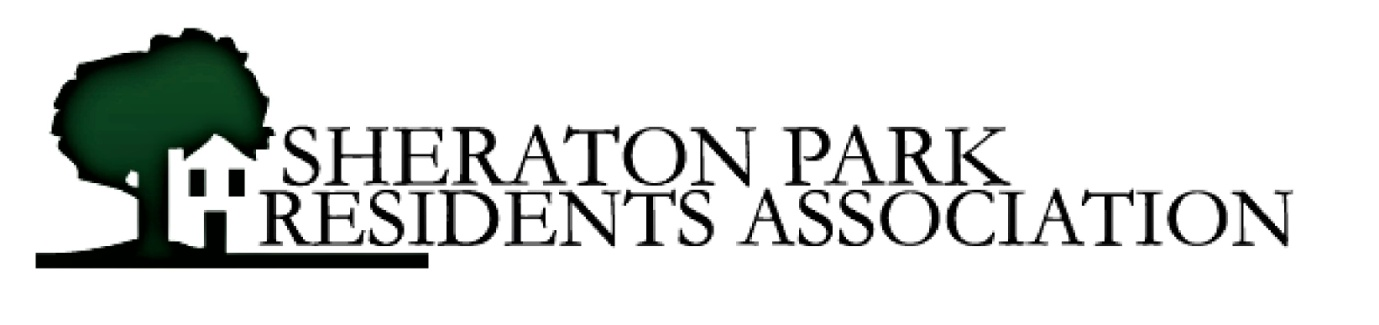 SHERATON PARK
RESIDENTS ASSOCIATION